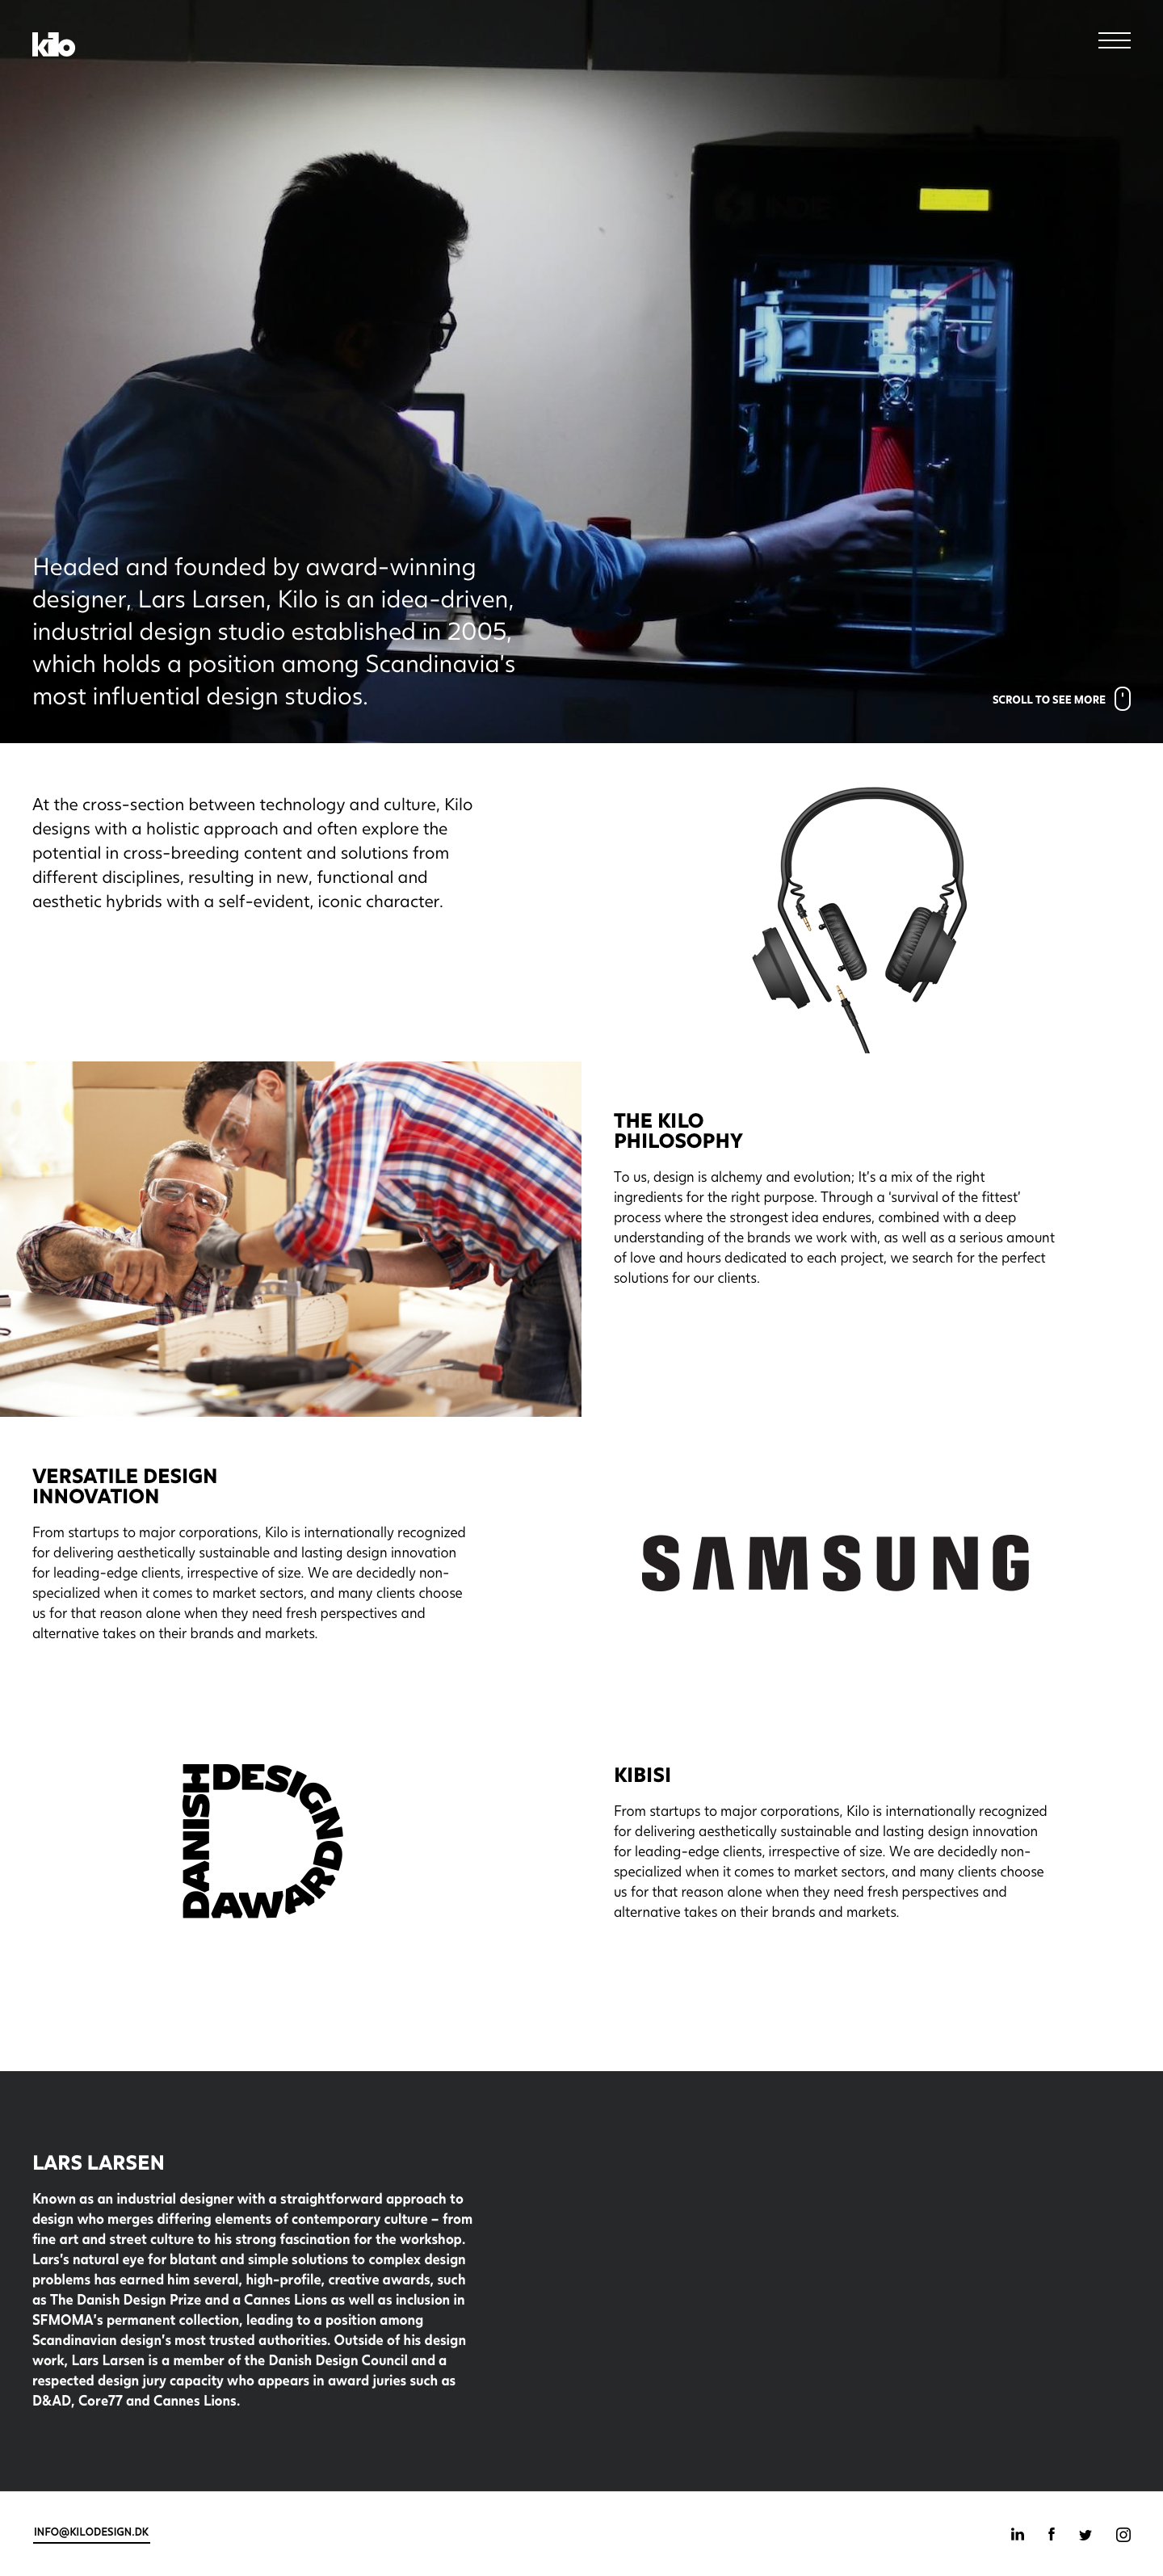 kilo
Headed and founded by award-winning
designer, Lars Larsen, Kilo is an idea-driven,
industrial design studio established in 2005,
which holds a position among Scandinavia's
most influential design studios.
SCROLL TO SEE MORE
At the cross-section between technology and culture, Kilo
designs with a holistic approach and often explore the
potential in cross-breeding content and solutions from
different disciplines, resulting in new, functional and
aesthetic hybrids with a self-evident, iconic character.
THE KILO
PHILOSOPHY
To us, design is alchemy and evolution; It's a mix of the right
ingredients for the right purpose. Through a 'survival of the fittest'
process where the strongest idea endures, combined with a deep
understanding of the brands we work with, as well as a serious amount
of love and hours dedicated to each project, we search for the perfect
solutions for our clients.
VERSATILE DESIGN
INNOVATION
From startups to major corporations, Kilo is internationally recognized
for delivering aesthetically sustainable and lasting design innovation
for leading-edge clients, irrespective of size. We are decidedly non-
specialized when it comes to market sectors, and many clients choose
us for that reason alone when they need fresh perspectives and
alternative takes on their brands and markets.
SAMSUNG
DANISH DESIGN AWARD
KIBISI
From startups to major corporations, Kilo is internationally recognized
for delivering aesthetically sustainable and lasting design innovation
for leading-edge clients, irrespective of size. We are decidedly non-
specialized when it comes to market sectors, and many clients choose
us for that reason alone when they need fresh perspectives and
alternative takes on their brands and markets.
LARS LARSEN
Known as an industrial designer with a straightforward approach to
design who merges differing elements of contemporary culture – from
fine art and street culture to his strong fascination for the workshop.
Lars's natural eye for blatant and simple solutions to complex design
problems has earned him several, high-profile, creative awards, such
as The Danish Design Prize and a Cannes Lions as well as inclusion in
SFMOMA's permanent collection, leading to a position among
Scandinavian design's most trusted authorities. Outside of his design
work, Lars Larsen is a member of the Danish Design Council and a
respected design jury capacity who appears in award juries such as
D&AD, Core77 and Cannes Lions.
INFO@KILODESIGN.DK